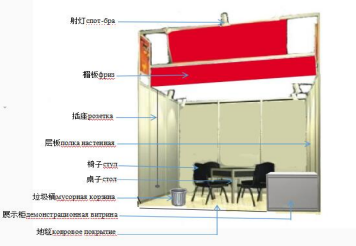 射灯спот-бра
楣板фриз
插座розетка
层板полка настенная
椅子стул
桌子стол
垃圾桶мусорная корзина
展示柜демонстрационная витрина
地毯ковровое покрытие